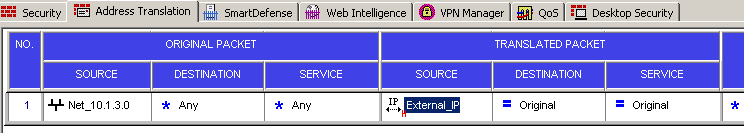 Security Address Translation SmartDefense Web Intelligence VPN Manager QoS Desktop Security
NO. ORIGINAL PACKET TRANSLATED PACKET
SOURCE DESTINATION SERVICE SOURCE DESTINATION SERVICE
1 Net_10.1.3.0 * Any * Any IP External_IP = Original = Original *